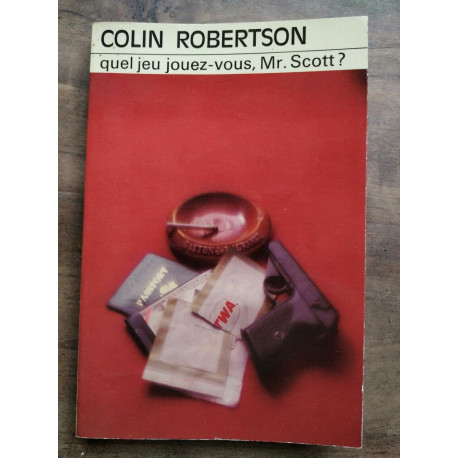 COLIN ROBERTSON
quel jeu jouez-vous, Mr. Scott?
PASSPORT
TWA